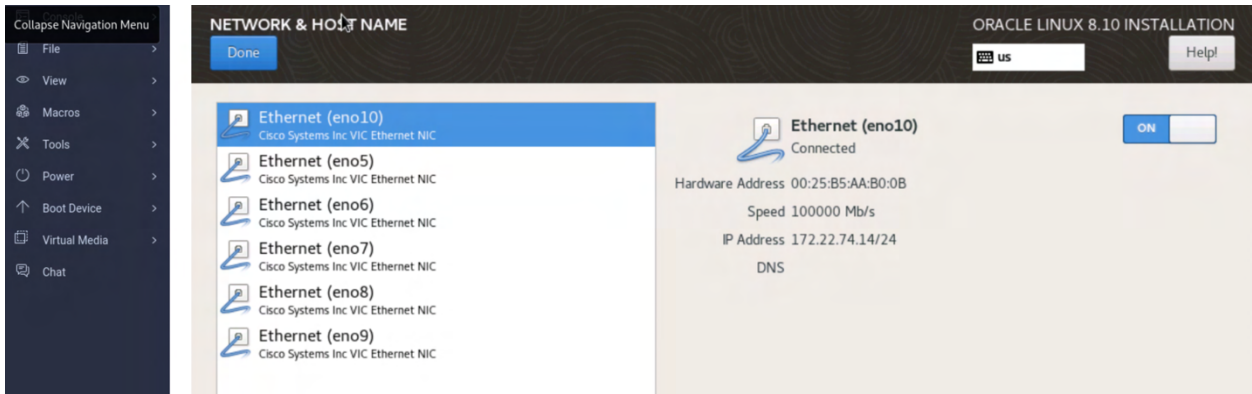 Collapse Navigation Menu
File
View
Macros
Tools
Power
Boot Device
Virtual Media
Chat
NETWORK & HOST NAME
Done
ORACLE LINUX 8.10 INSTALLATION
us
Help!
Ethernet (eno10)
Cisco Systems Inc VIC Ethernet NIC
Ethernet (eno5)
Cisco Systems Inc VIC Ethernet NIC
Ethernet (eno6)
Cisco Systems Inc VIC Ethernet NIC
Ethernet (eno7)
Cisco Systems Inc VIC Ethernet NIC
Ethernet (eno8)
Cisco Systems Inc VIC Ethernet NIC
Ethernet (eno9)
Cisco Systems Inc VIC Ethernet NIC
Ethernet (eno10)
Connected
ON
Hardware Address 00:25:B5:AA:B0:0B
Speed 100000 Mb/s
IP Address 172.22.74.14/24
DNS